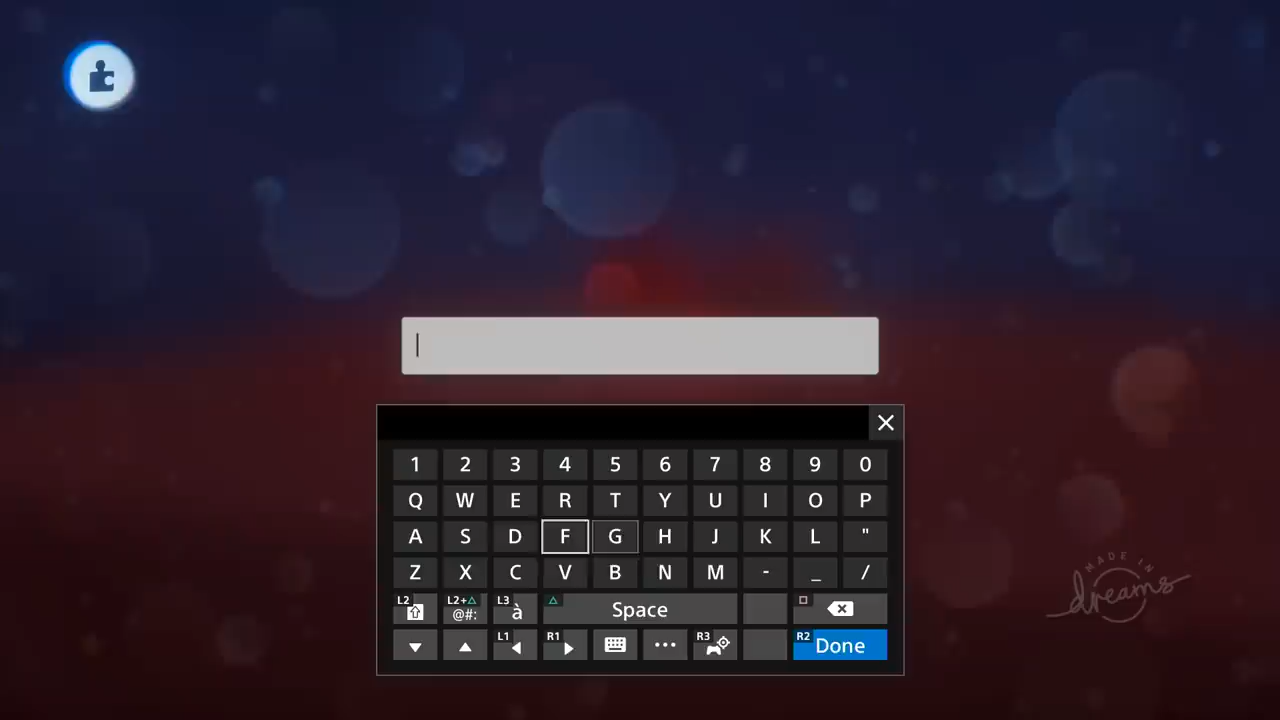 1 2 3 4 5 6 7 8 9 0
Q W E R T Y U I O P
A S D F G H J K L "
Z X C V B N M - _ /
L2 L2+△ @#: L3 à △ Space □
L1 R1 ... R3 R2 Done
MADE IN
dreams